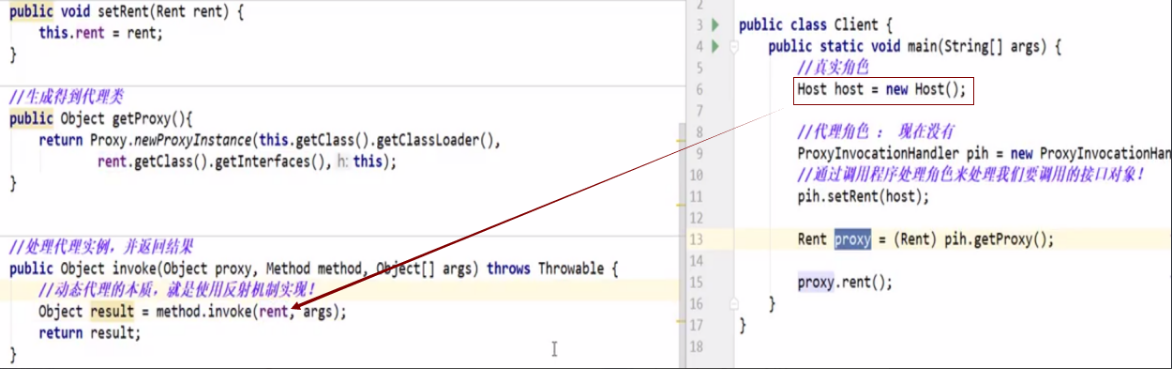 public void setRent(Rent rent) {
this.rent = rent;
}
//生成得到代理类
public Object getProxy(){
return Proxy.newProxyInstance(this.getClass().getClassLoader(),
rent.getClass().getInterfaces(), h: this);
}
//处理代理实例，并返回结果
public Object invoke(Object proxy, Method method, Object[] args) throws Throwable {
//动态代理的本质，就是使用反射机制实现！
Object result = method.invoke(rent, args);
return result;
}
2
3 public class Client {
4 public static void main(String[] args) {
5 //真实角色
6 Host host = new Host();
7
8 //代理角色 ： 现在没有
9 ProxyInvocationHandler pih = new ProxyInvocationHan
10 //通过调用程序处理角色来处理我们要调用的接口对象！
11 pih.setRent(host);
12
13 Rent proxy = (Rent) pih.getProxy();
14
15 proxy.rent();
16 }
17 }
18